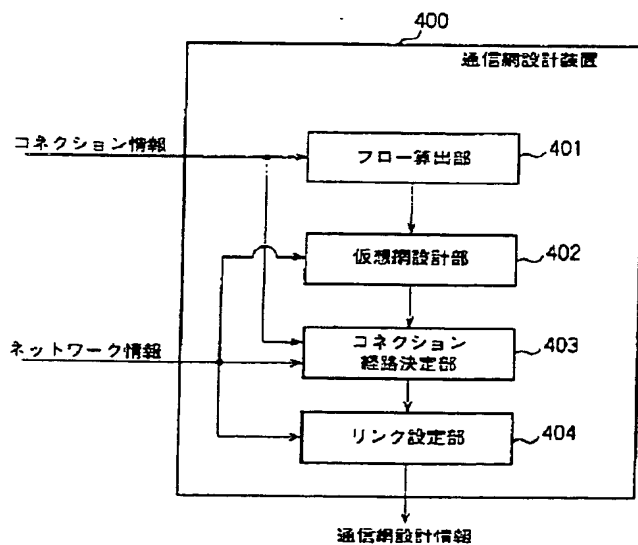 400
通信網設計装置
コネクション情報
フロー算出部
401
仮想網設計部
402
ネットワーク情報
コネクション
経路決定部
403
リンク設定部
404
通信網設計情報